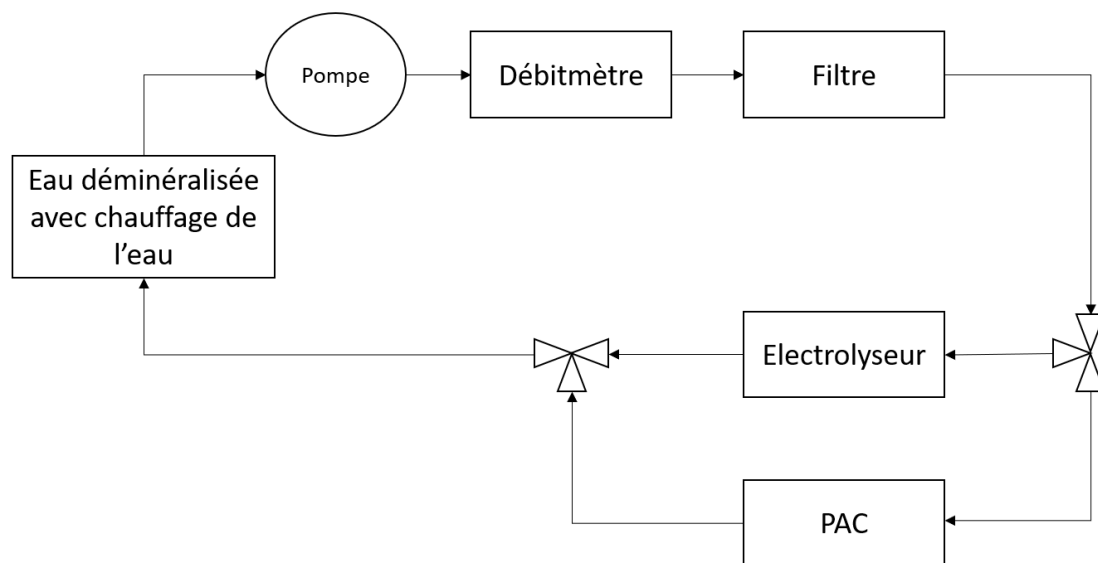 Pompe
Débitmètre
Filtre
Eau déminéralisée
avec chauffage de
l’eau
Electrolyseur
PAC